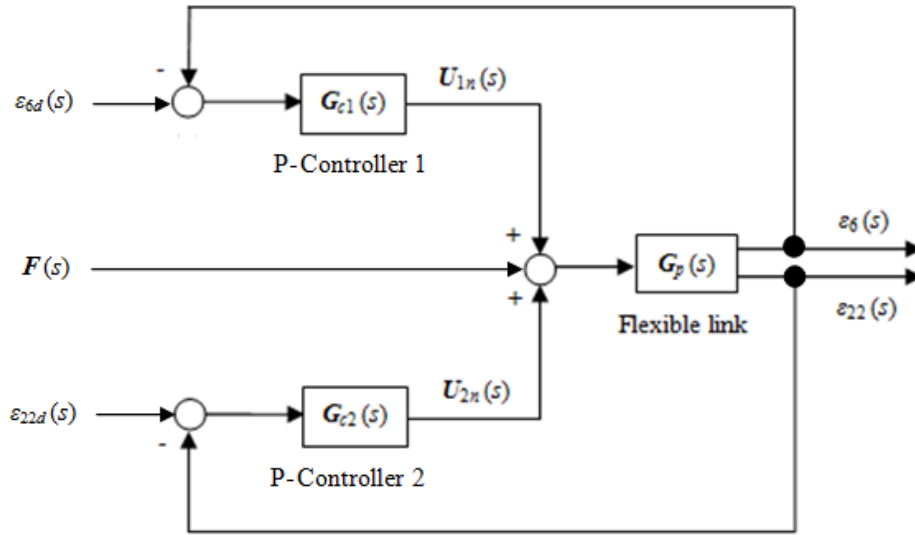 -
ε6d(s)
Gc1(s)
U1n(s)
P-Controller 1
+
F(s)
+
Gp(s)
ε6(s)
ε22(s)
Flexible link
ε22d(s)
-
Gc2(s)
U2n(s)
P-Controller 2